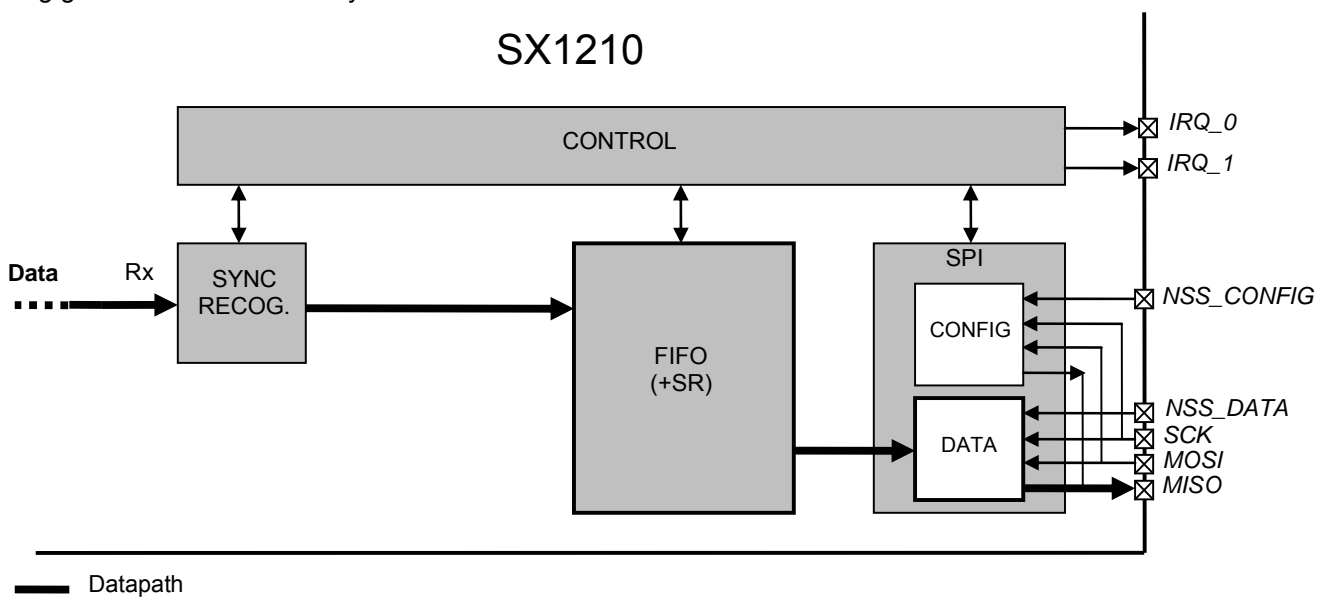 SX1210
CONTROL
IRQ_0
IRQ_1
Data
Rx
SYNC
RECOG.
FIFO
(+SR)
SPI
CONFIG
DATA
NSS_CONFIG
NSS_DATA
SCK
MOSI
MISO
Datapath